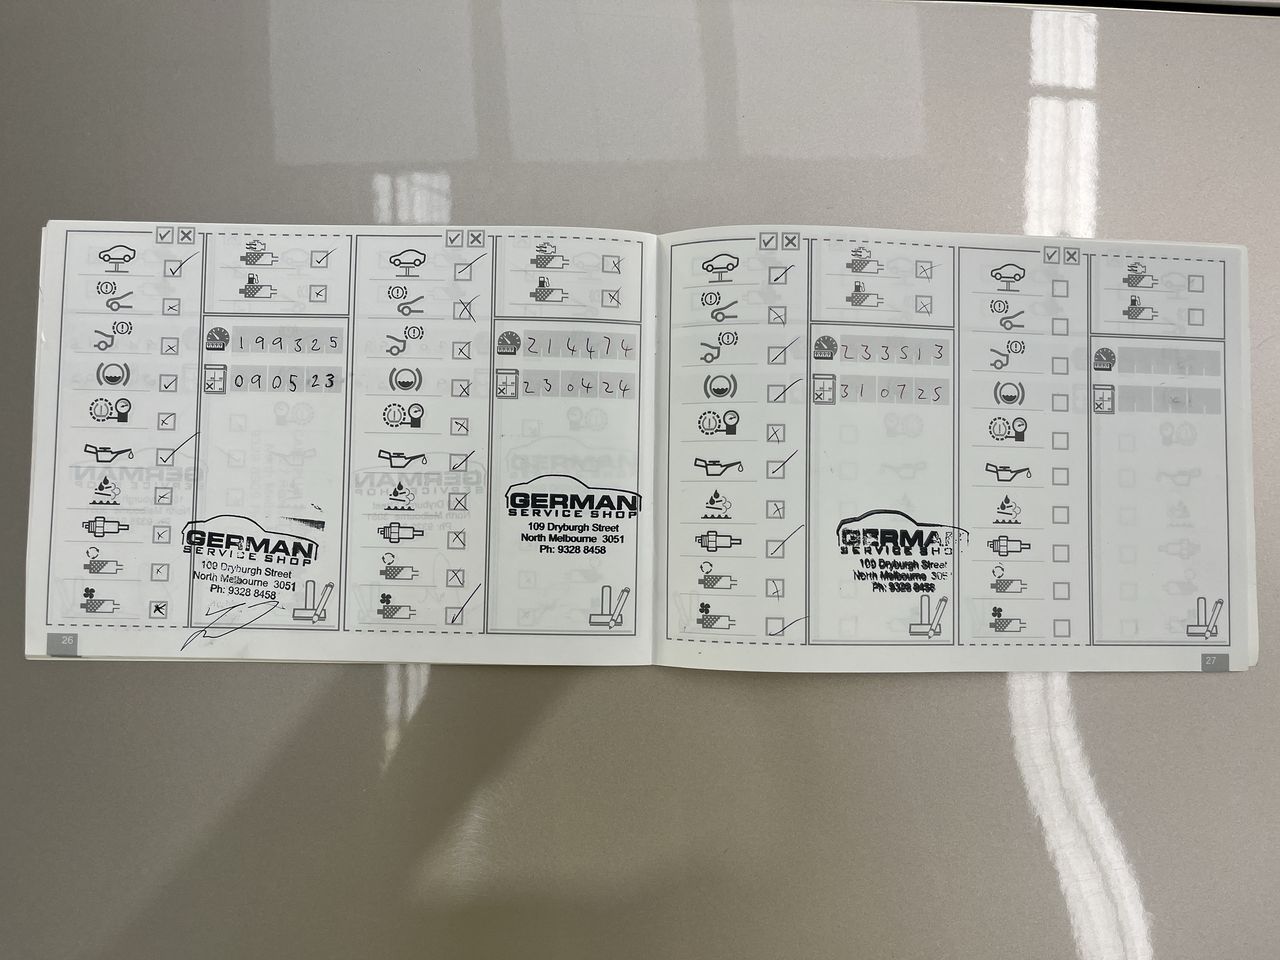 199325
090523
GERMAN
SERVICE SHOP
109 Dryburgh Street
North Melbourne 3051
Ph: 9328 8458
26
214474
230424
GERMAN
SERVICE SHOP
109 Dryburgh Street
North Melbourne 3051
Ph: 9328 8458
233513
310725
GERMAN
SERVICE SHO
109 Dryburgh Street
North Melbourne
Ph: 9328 8458
27